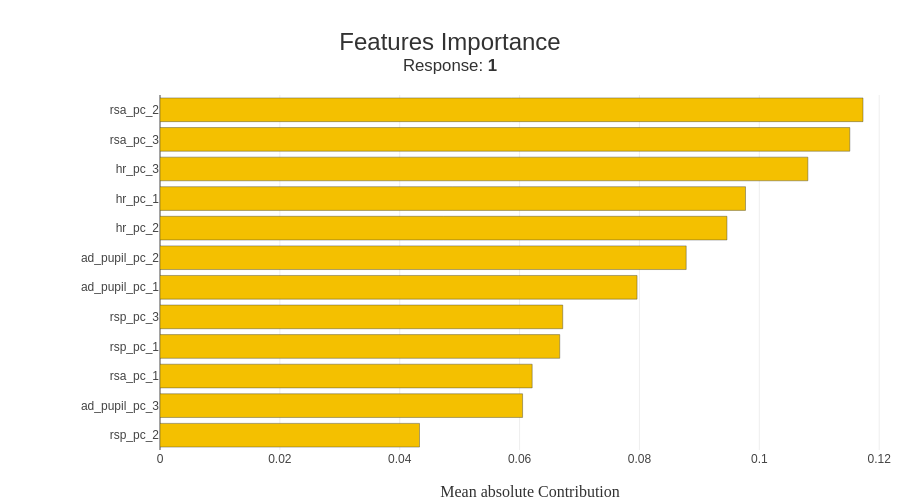 Features Importance
Response: 1
rsa_pc_2
rsa_pc_3
hr_pc_3
hr_pc_1
hr_pc_2
ad_pupil_pc_2
ad_pupil_pc_1
rsp_pc_3
rsp_pc_1
rsa_pc_1
ad_pupil_pc_3
rsp_pc_2
0 0.02 0.04 0.06 0.08 0.1 0.12
Mean absolute Contribution